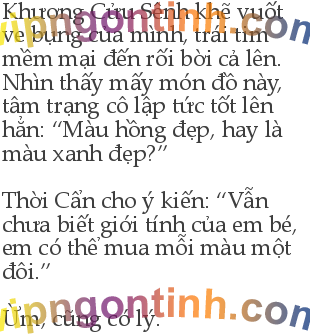 Khương Cửu Sênh khẽ vuốt
ve bụng của mình, trái tim
mềm mại đến rối bời cả lên.
Nhìn thấy mấy món đồ này,
tâm trạng cô lập tức tốt lên
hẳn: “Màu hồng đẹp, hay là
màu xanh đẹp?”
Thời Cẩn cho ý kiến: “Vẫn
chưa biết giới tính của em bé,
em có thể mua mỗi màu một
đôi.”
Ừm, cũng có lý.
vipngontinh.com
vipngontinh.com